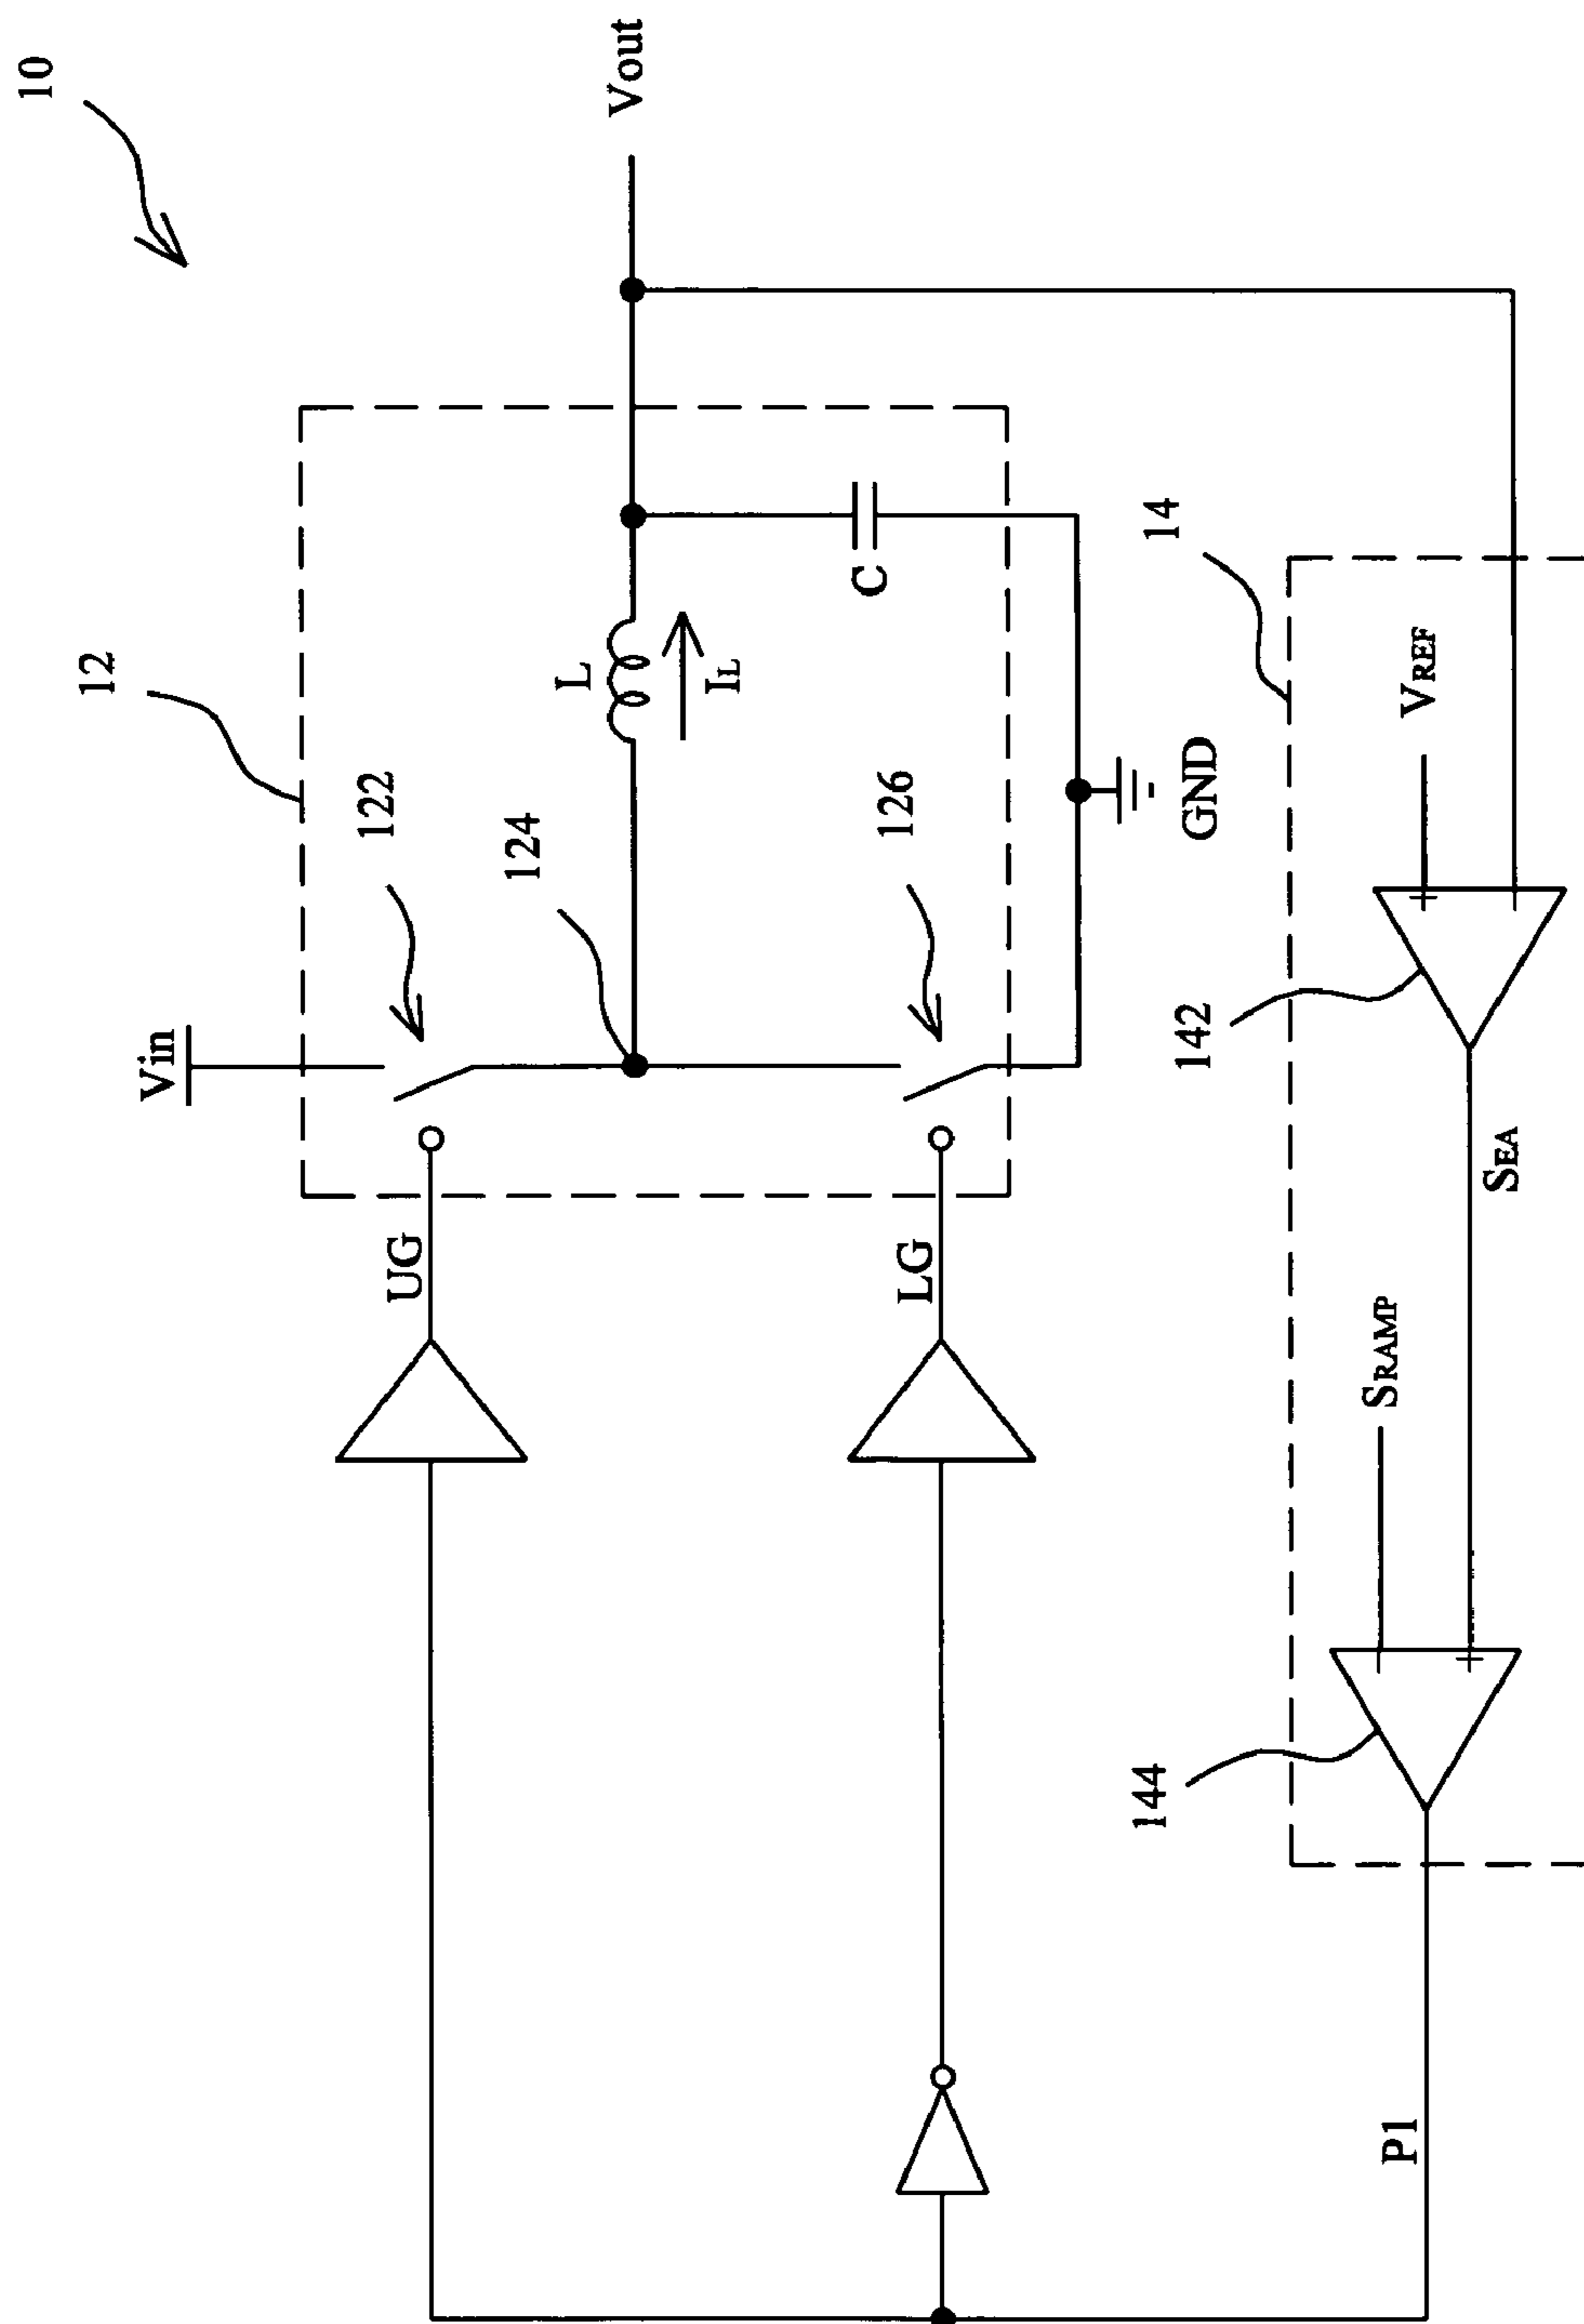 10
12
Vin
122
UG
124
L
Vout
IL
C
126
LG
GND
14
142
VREF
144
SRAMP
SEA
P1